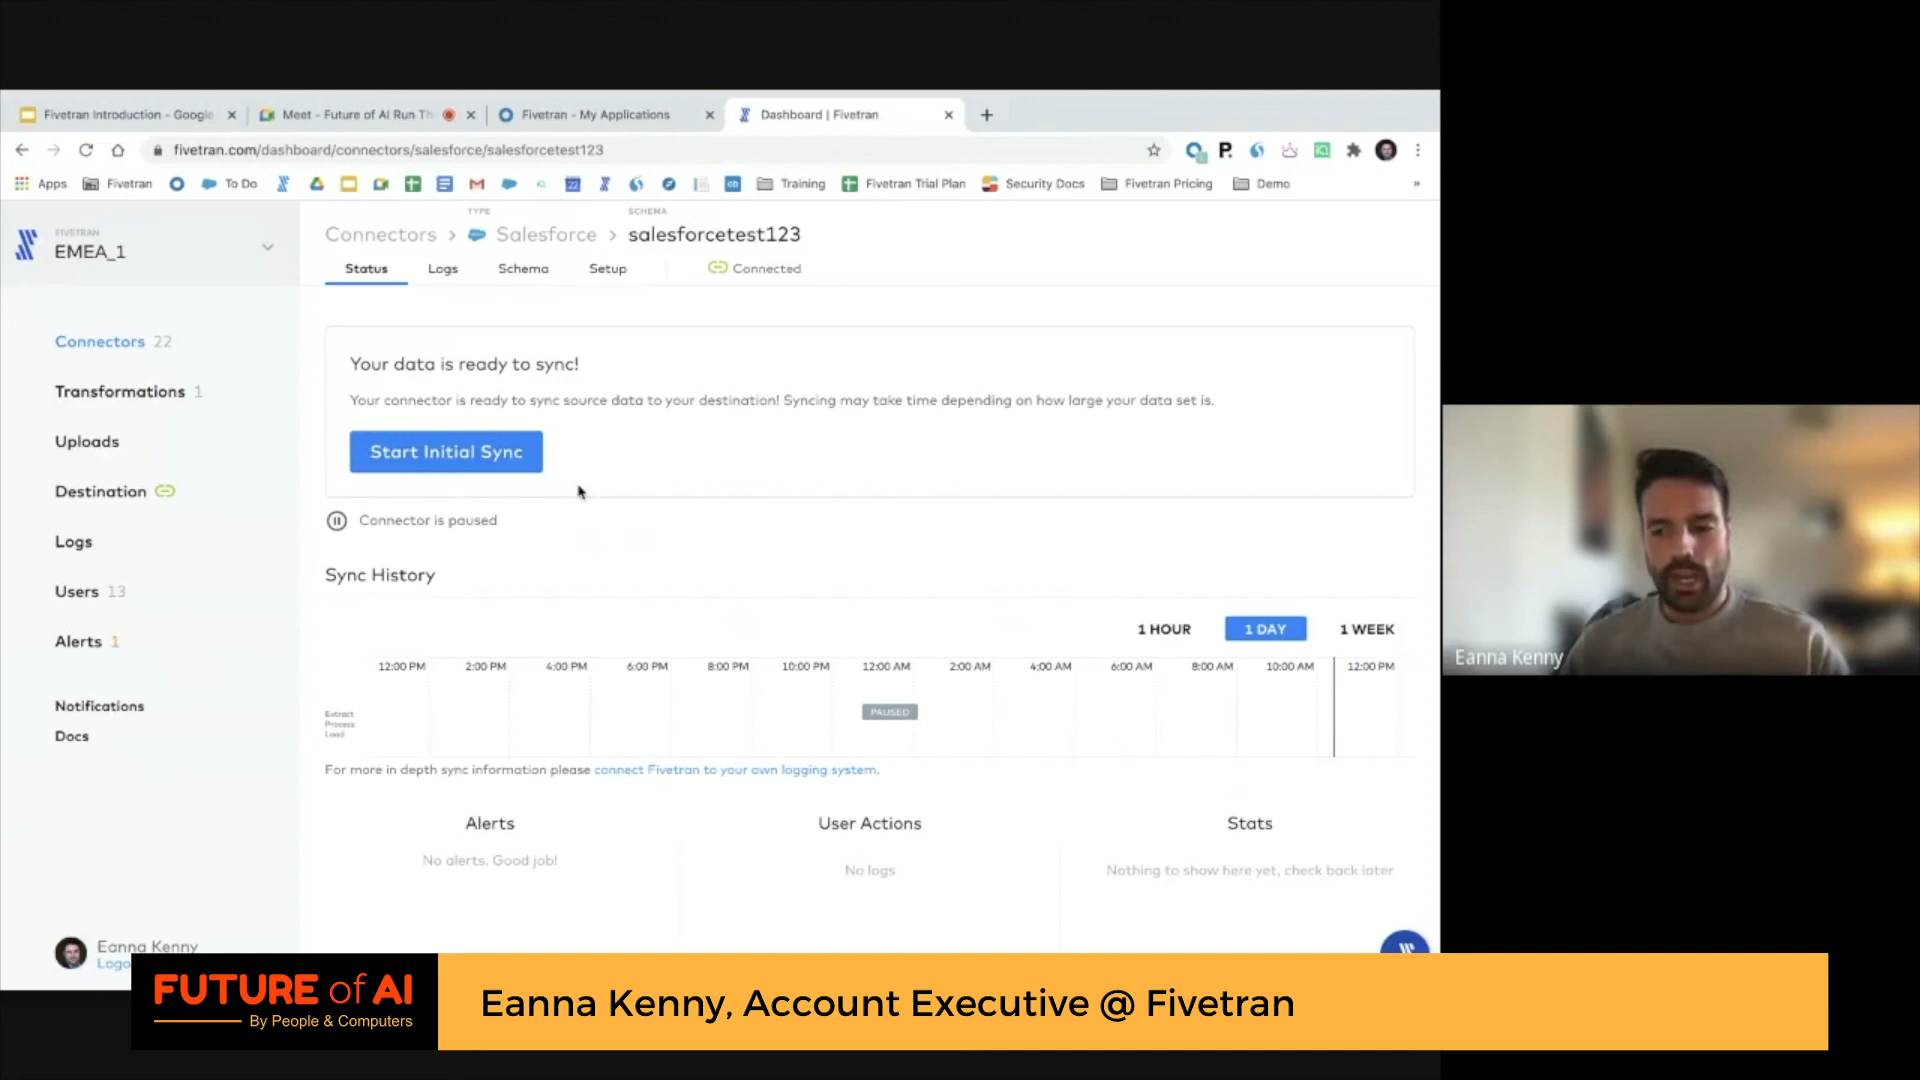 Fivetran Introduction - Google
Meet - Future of AI Run Th
Fivetran - My Applications
Dashboard | Fivetran
fivetran.com/dashboard/connectors/salesforce/salesforcetest123
Apps
Fivetran
To Do
Training
Fivetran Trial Plan
Security Docs
Fivetran Pricing
Demo
FIVETRAN
EMEA_1
TYPE
SCHEMA
Connectors > Salesforce > salesforcetest123
Status
Logs
Schema
Setup
Connected
Connectors 22
Transformations 1
Uploads
Destination
Logs
Users 13
Alerts 1
Notifications
Docs
Your data is ready to sync!
Your connector is ready to sync source data to your destination! Syncing may take time depending on how large your data set is.
Start Initial Sync
Connector is paused
Sync History
1 HOUR
1 DAY
1 WEEK
12:00 PM 2:00 PM 4:00 PM 6:00 PM 8:00 PM 10:00 PM 12:00 AM 2:00 AM 4:00 AM 6:00 AM 8:00 AM 10:00 AM 12:00 PM
PAUSED
Extract
Process
Load
For more in depth sync information please connect Fivetran to your own logging system.
Alerts
No alerts. Good job!
User Actions
No logs
Stats
Nothing to show here yet, check back later
Eanna Kenny
Logo
Eanna Kenny
FUTURE of AI
By People & Computers
Eanna Kenny, Account Executive @ Fivetran